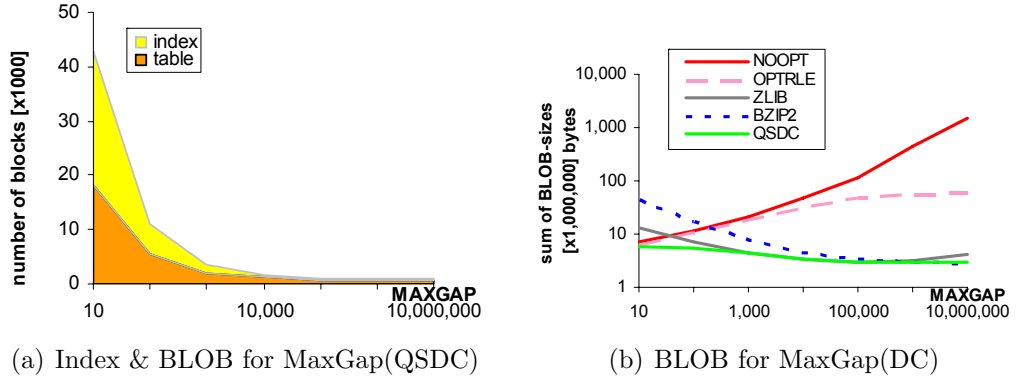 number of blocks [x1000]
50
40
30
20
10
0
index
table
MAXGAP
10
10,000
10,000,000
(a) Index & BLOB for MaxGap(QSDC)
sum of BLOB-sizes
[x1,000,000] bytes
NOOPT
OPTRLE
ZLIB
BZIP2
QSDC
10,000
1,000
100
10
1
MAXGAP
10
1,000
100,000
10,000,000
(b) BLOB for MaxGap(DC)